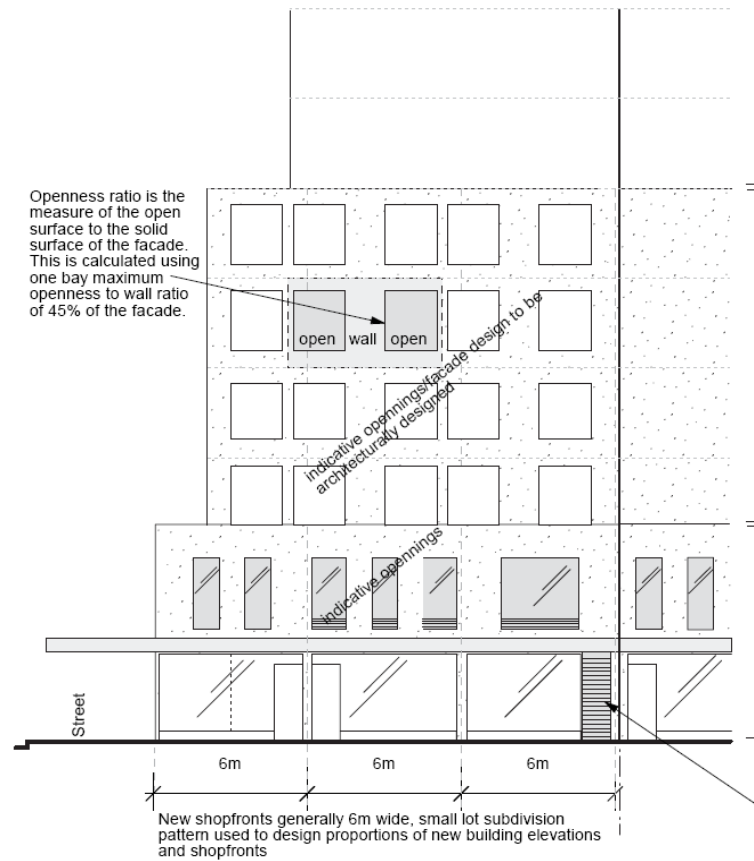 Openness ratio is the
measure of the open
surface to the solid
surface of the facade.
This is calculated using
one bay maximum
openness to wall ratio
of 45% of the facade.
open wall open
indicative opennings/facade design to be
architecturally designed
indicative opennings
Street
6m 6m 6m
New shopfronts generally 6m wide, small lot subdivision
pattern used to design proportions of new building elevations
and shopfronts